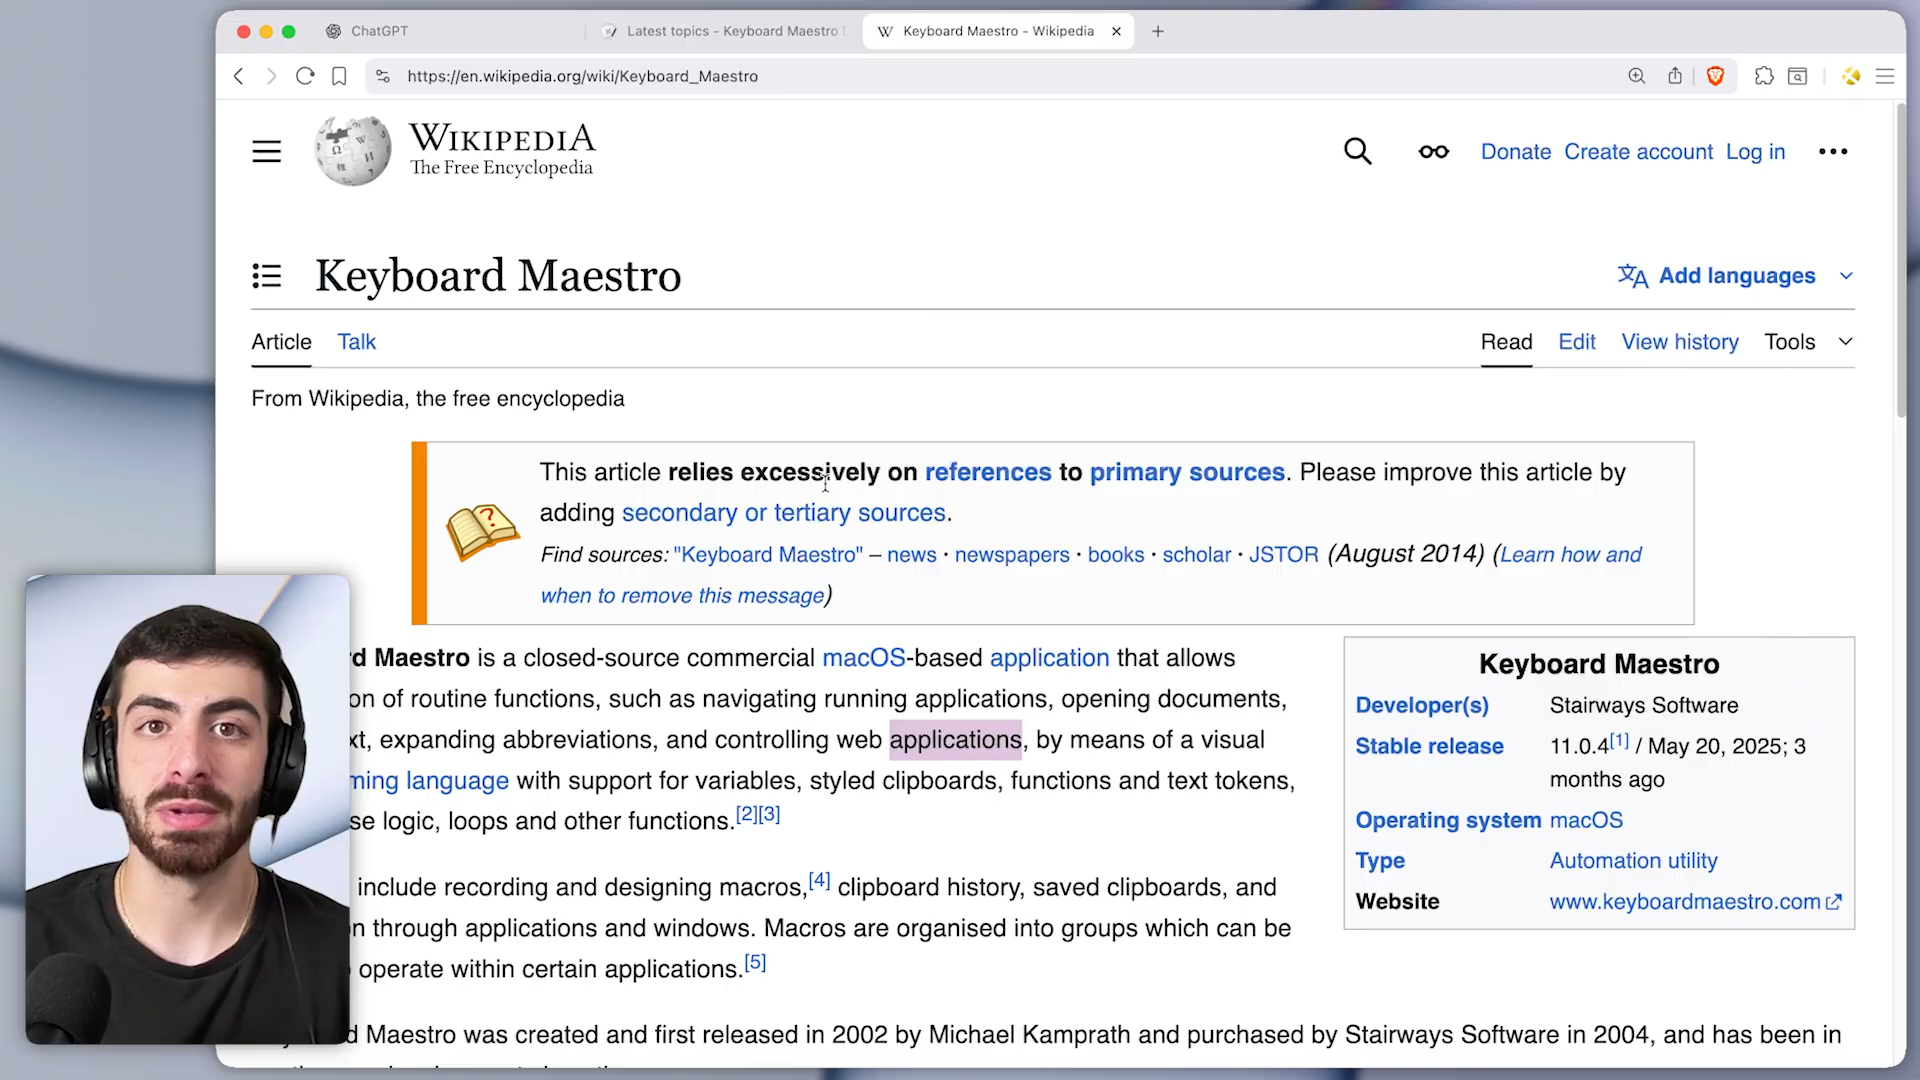 ChatGPT
Latest topics - Keyboard Maestro
Keyboard Maestro - Wikipedia
https://en.wikipedia.org/wiki/Keyboard_Maestro
WIKIPEDIA
The Free Encyclopedia
Donate Create account Log in
Keyboard Maestro
Add languages
Article Talk
Read Edit View history Tools
From Wikipedia, the free encyclopedia
This article relies excessively on references to primary sources. Please improve this article by
adding secondary or tertiary sources.
Find sources: "Keyboard Maestro" – news · newspapers · books · scholar · JSTOR (August 2014) (Learn how and
when to remove this message)
d Maestro is a closed-source commercial macOS-based application that allows
on of routine functions, such as navigating running applications, opening documents,
xt, expanding abbreviations, and controlling web applications, by means of a visual
ming language with support for variables, styled clipboards, functions and text tokens,
se logic, loops and other functions.[2][3]
include recording and designing macros,[4] clipboard history, saved clipboards, and
n through applications and windows. Macros are organised into groups which can be
operate within certain applications.[5]
Keyboard Maestro
Developer(s) Stairways Software
Stable release 11.0.4[1] / May 20, 2025; 3
months ago
Operating system macOS
Type Automation utility
Website www.keyboardmaestro.com
d Maestro was created and first released in 2002 by Michael Kamprath and purchased by Stairways Software in 2004, and has been in